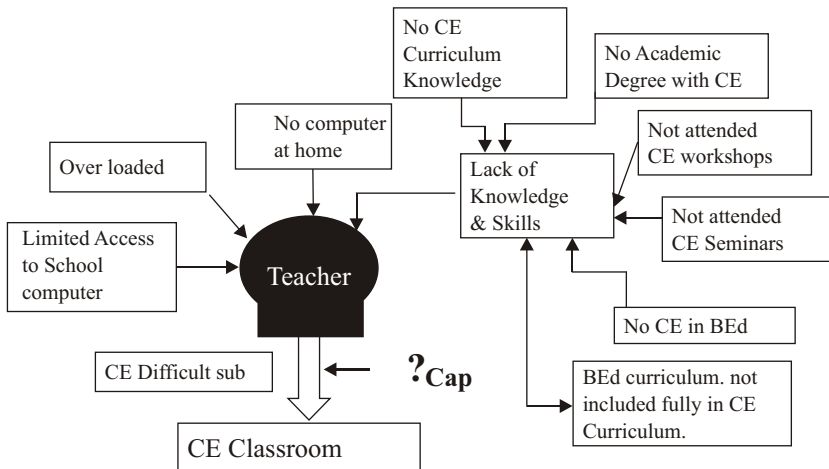 No CE
Curriculum
Knowledge
No Academic
Degree with CE
No computer
at home
Not attended
CE workshops
Over loaded
Lack of
Knowledge
& Skills
Not attended
CE Seminars
Limited Access
to School
computer
Teacher
No CE in BEd
CE Difficult sub
?Cap
BEd curriculum. not
included fully in CE
Curriculum.
CE Classroom